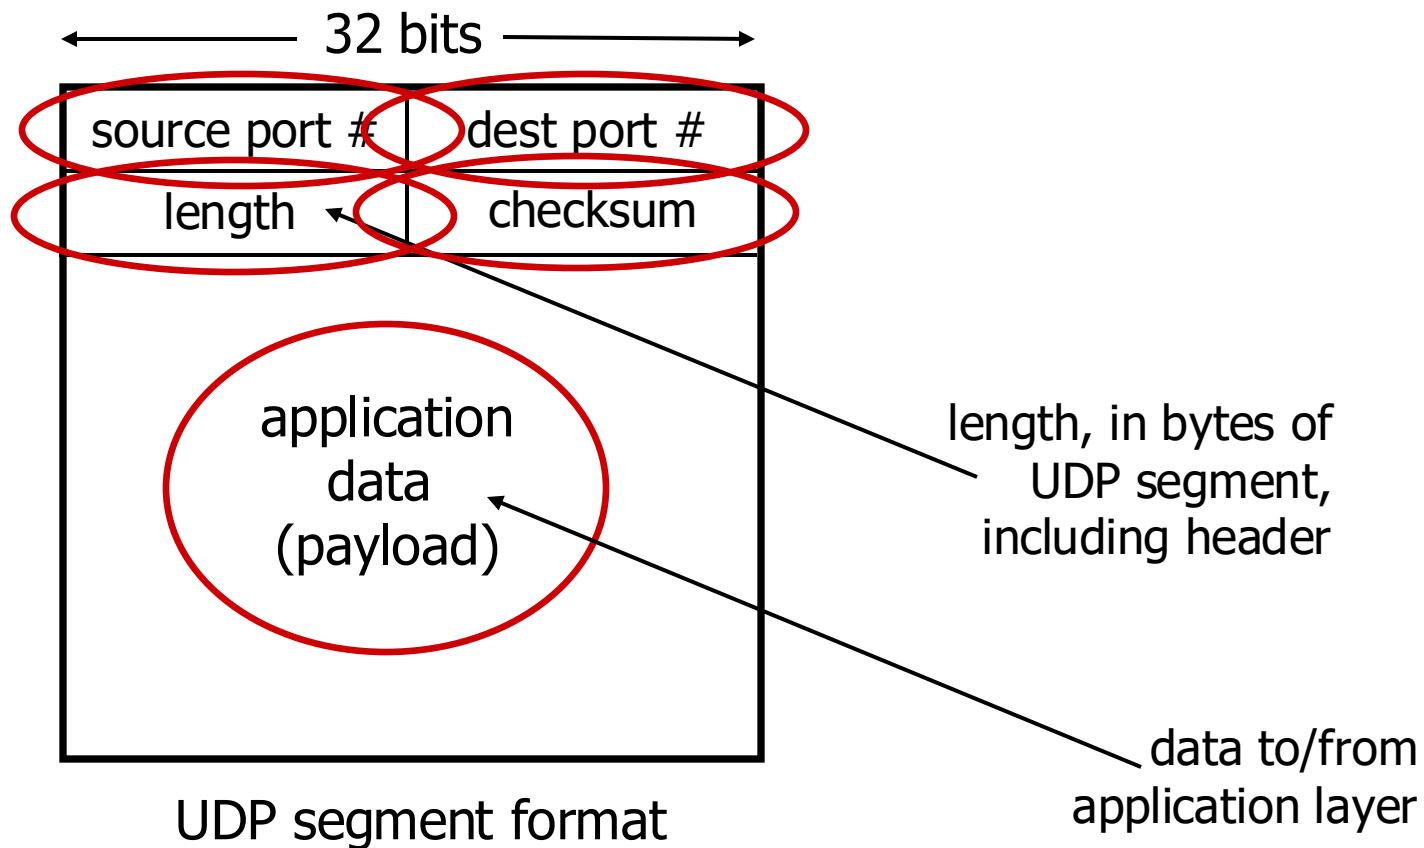 32 bits
source port #
dest port #
length
checksum
application
data
(payload)
length, in bytes of
UDP segment,
including header
data to/from
application layer
UDP segment format